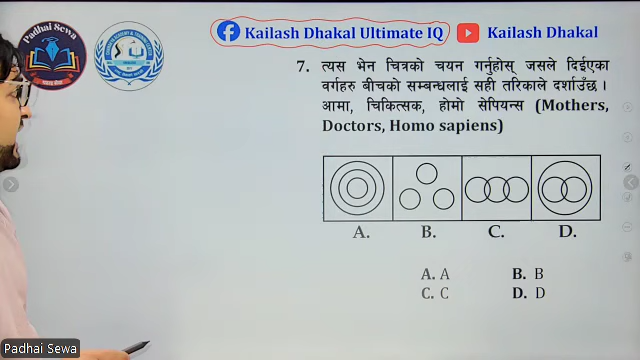 Padhai Sewa
Kailash Dhakal Ultimate IQ
Kailash Dhakal
7. त्यस भेन चित्रको चयन गर्नुहोस् जसले दिईएका
वर्गहरु बीचको सम्बन्धलाई सही तरिकाले दर्शाउँछ ।
आमा, चिकित्सक, होमो सेपियन्स (Mothers,
Doctors, Homo sapiens)
A. B. C. D.
A. A B. B
C. C D. D
Padhai Sewa